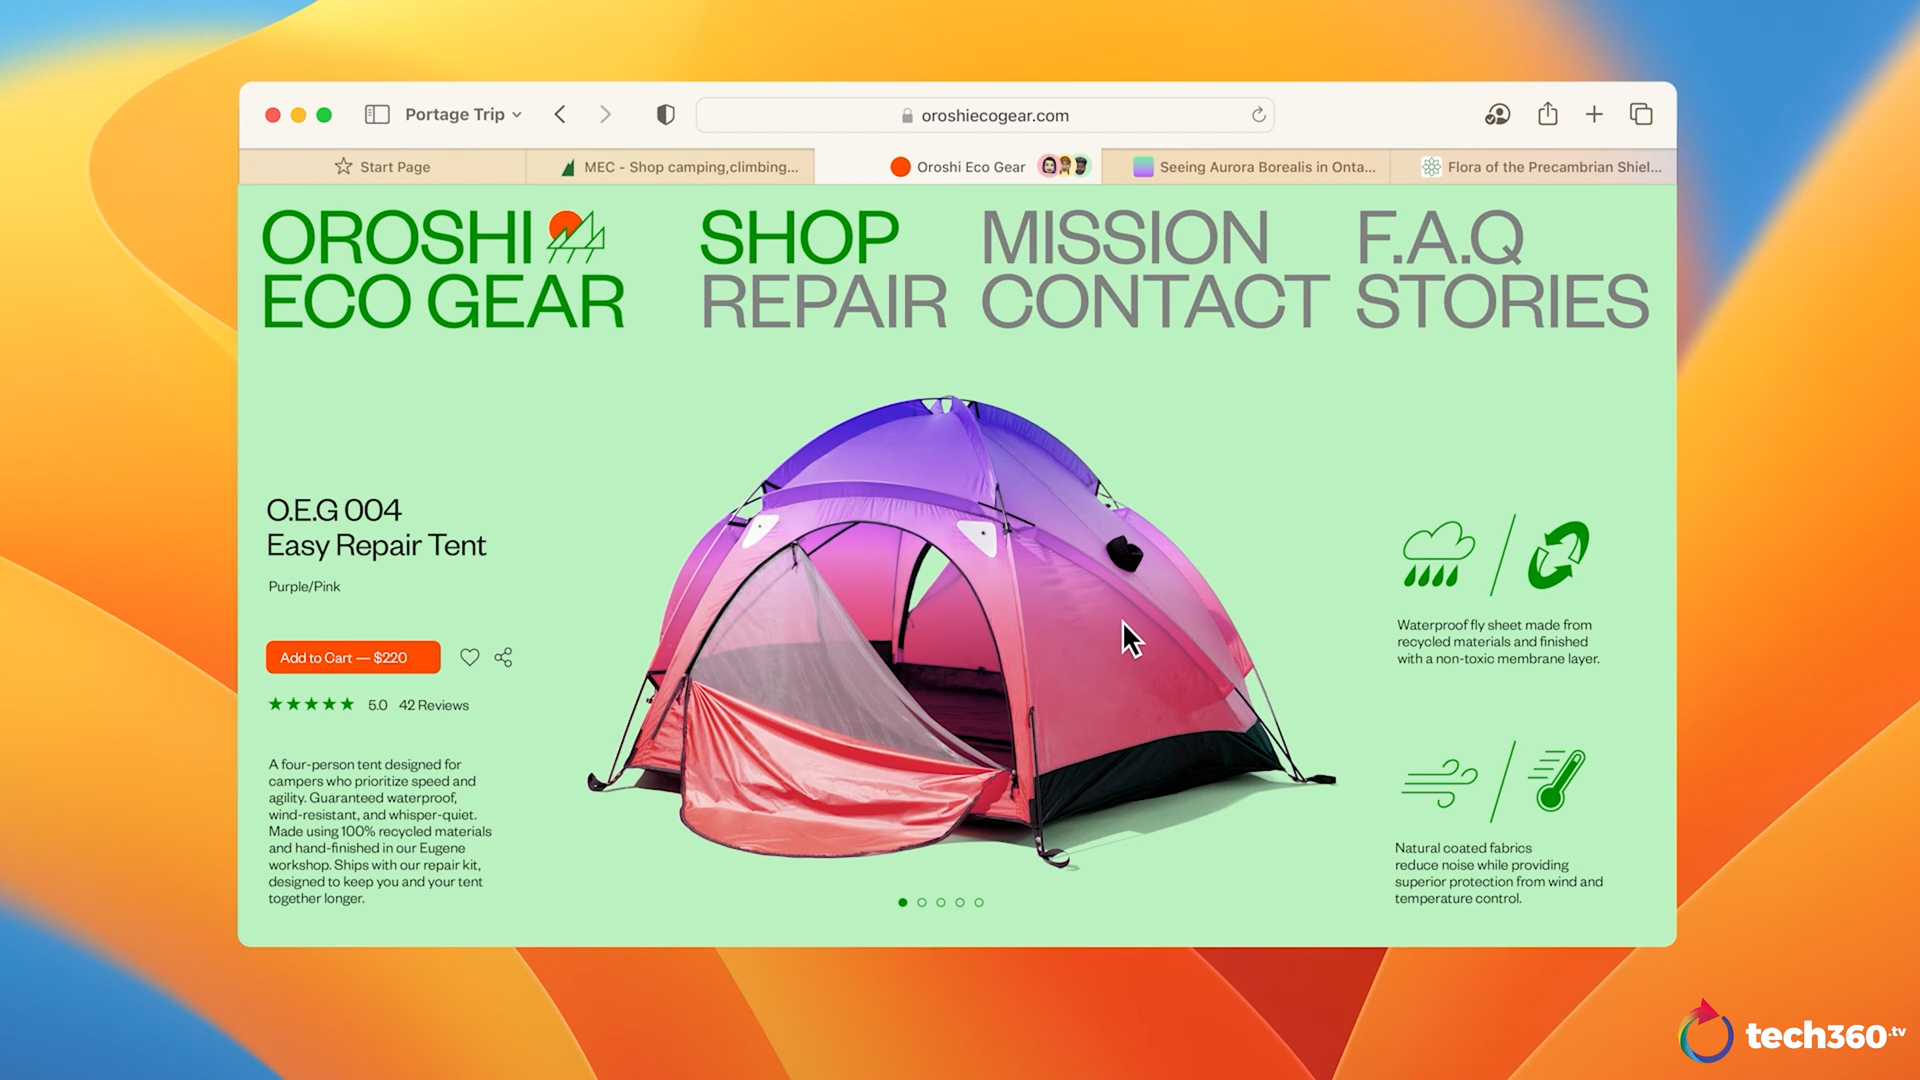 Portage Trip
oroshiecogear.com
Start Page
MEC - Shop camping,climbing...
Oroshi Eco Gear
Seeing Aurora Borealis in Onta...
Flora of the Precambrian Shiel...
OROSHI
ECO GEAR
SHOP
REPAIR
MISSION
CONTACT
F.A.Q
STORIES
O.E.G 004
Easy Repair Tent
Purple/Pink
Add to Cart — $220
5.0 42 Reviews
A four-person tent designed for
campers who prioritize speed and
agility. Guaranteed waterproof,
wind-resistant, and whisper-quiet.
Made using 100% recycled materials
and hand-finished in our Eugene
workshop. Ships with our repair kit,
designed to keep you and your tent
together longer.
Waterproof fly sheet made from
recycled materials and finished
with a non-toxic membrane layer.
Natural coated fabrics
reduce noise while providing
superior protection from wind and
temperature control.
tech360.tv